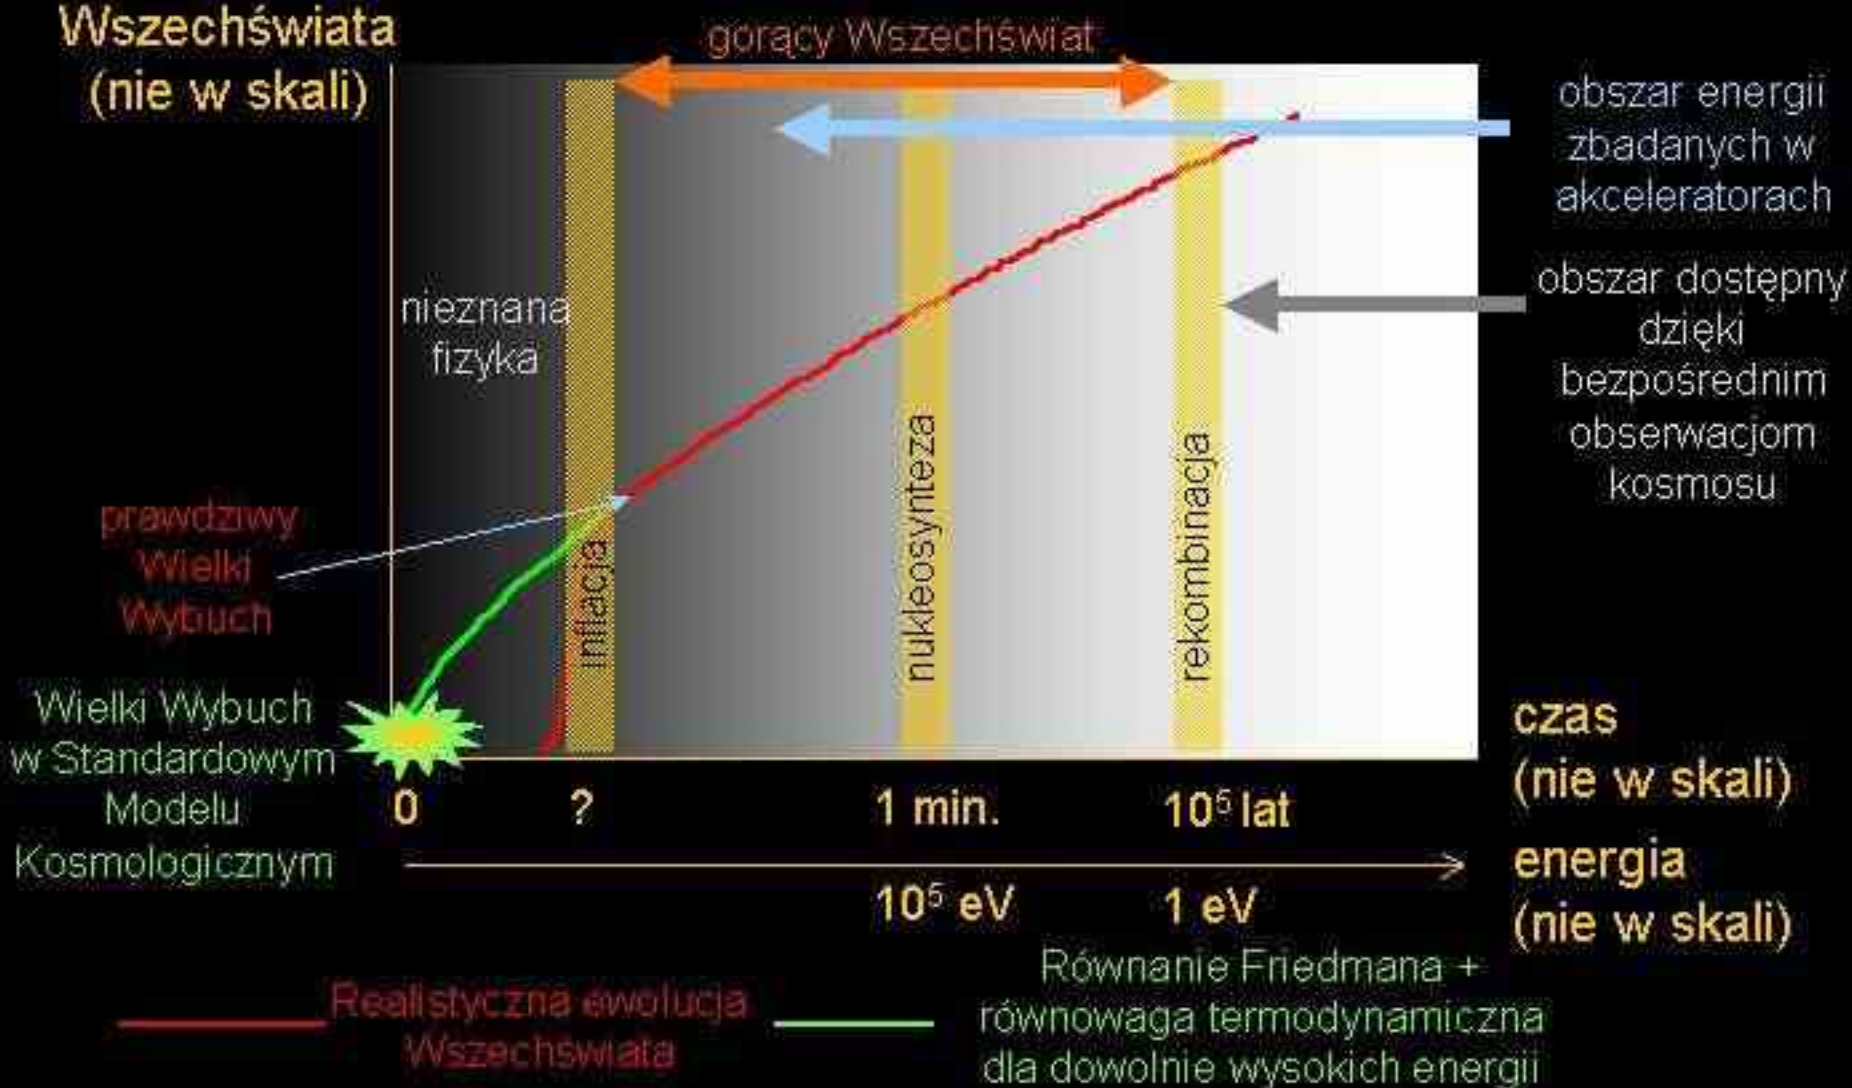 Wszechświata
(nie w skali)
gorący Wszechświat
obszar energii
zbadanych w
akceleratorach
obszar dostępny
dzięki
bezpośrednim
obserwacjom
kosmosu
nieznana
fizyka
prawdziwy
Wielki
Wybuch
inflacja
nukleosynteza
rekombinacja
Wielki Wybuch
w Standardowym
Modelu
Kosmologicznym
0
?
1 min.
10⁵ lat
czas
(nie w skali)
10⁵ eV
1 eV
energia
(nie w skali)
Realistyczna ewolucja
Wszechświata
Równanie Friedmana +
równowaga termodynamiczna
dla dowolnie wysokich energii